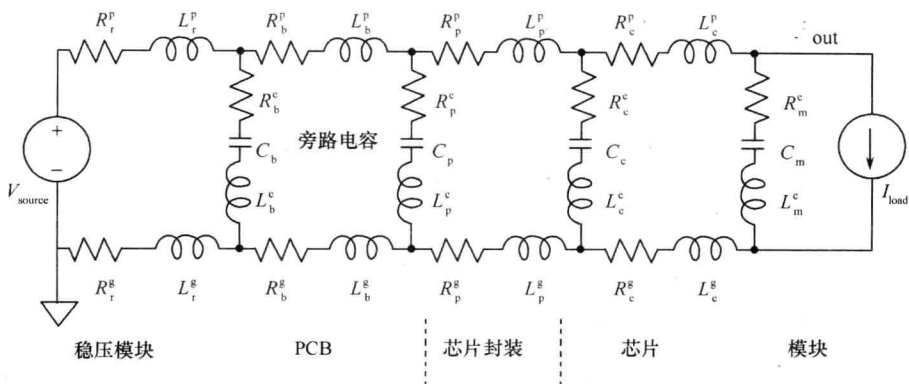 R_r^p L_r^p R_b^p L_b^p R_p^p L_p^p R_c^p L_c^p out
+
−
V_source
R_b^c R_p^c R_c^c R_m^c
旁路电容
C_b C_p C_c C_m
L_b^c L_p^c L_c^c L_m^c
I_load
R_r^g L_r^g R_b^g L_b^g R_p^g L_p^g R_c^g L_c^g
稳压模块 PCB 芯片封装 芯片 模块